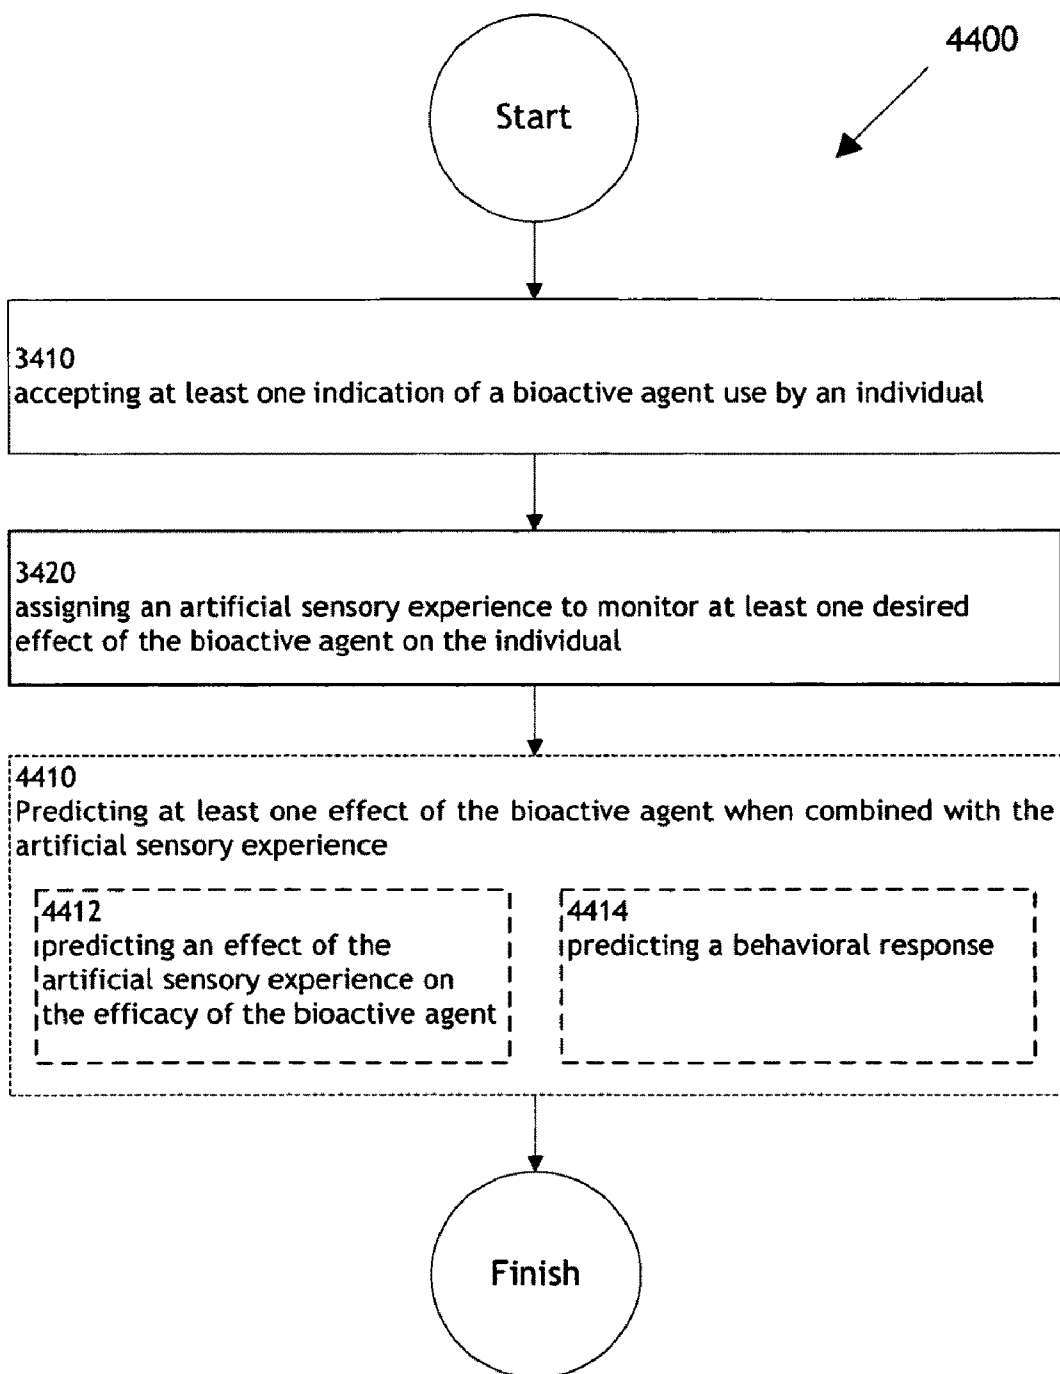 4400
Start
3410
accepting at least one indication of a bioactive agent use by an individual
3420
assigning an artificial sensory experience to monitor at least one desired
effect of the bioactive agent on the individual
4410
Predicting at least one effect of the bioactive agent when combined with the
artificial sensory experience
4412
predicting an effect of the
artificial sensory experience on
the efficacy of the bioactive agent
4414
predicting a behavioral response
Finish